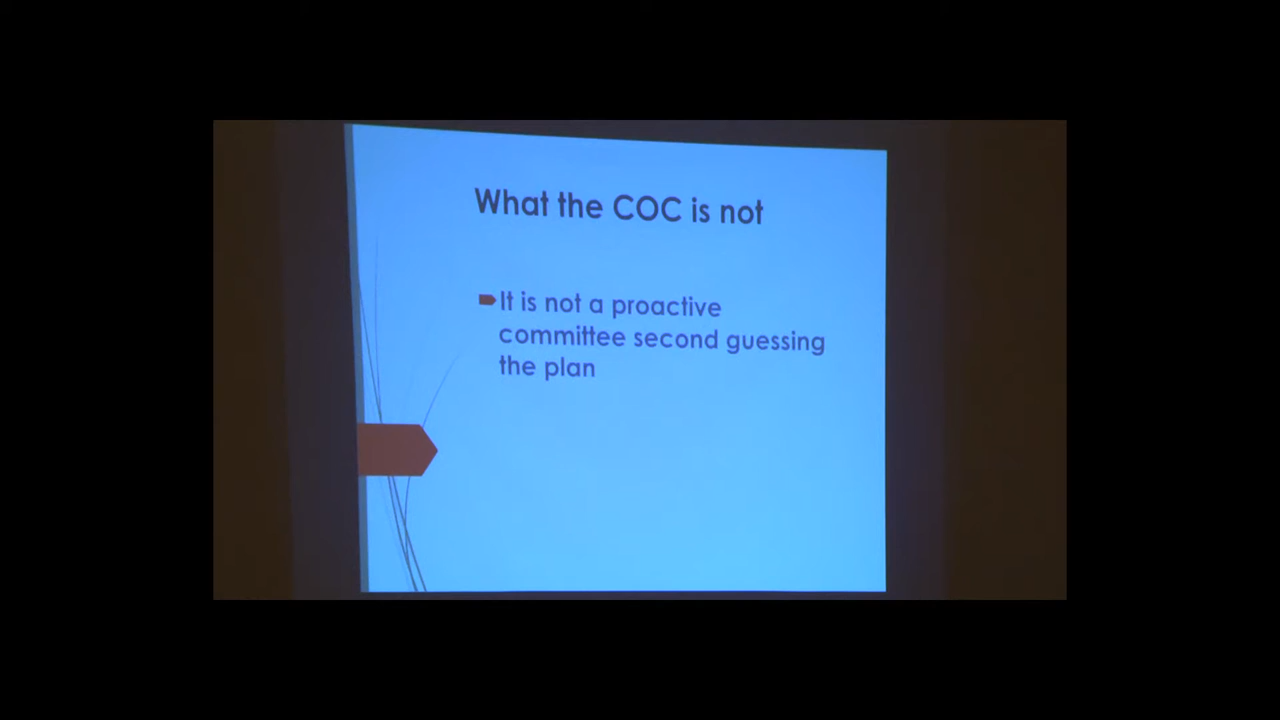 What the COC is not
It is not a proactive
committee second guessing
the plan